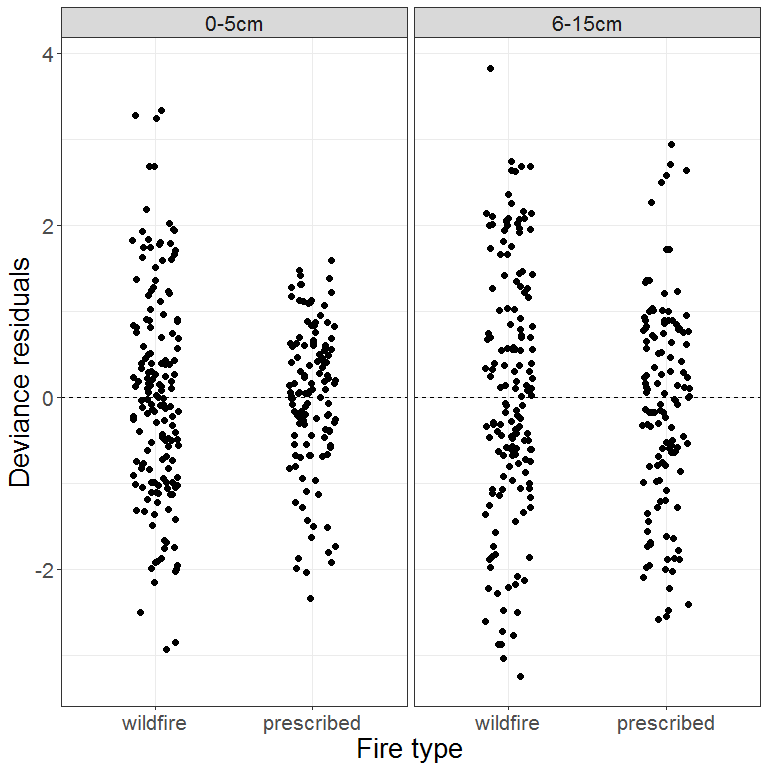 0-5cm 6-15cm
Deviance residuals
4
2
0
-2
wildfire prescribed wildfire prescribed
Fire type